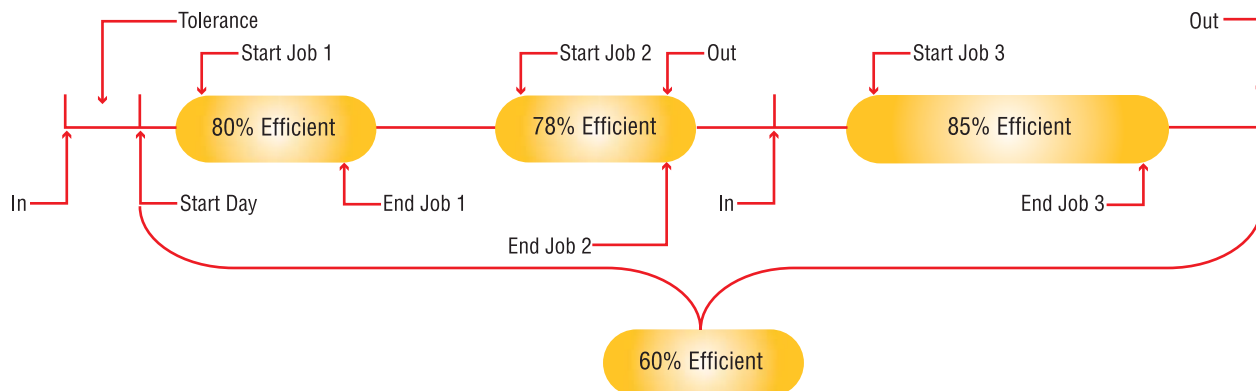 Tolerance
Out
Start Job 1
Start Job 2
Out
Start Job 3
80% Efficient
78% Efficient
85% Efficient
In
Start Day
End Job 1
In
End Job 3
End Job 2
60% Efficient